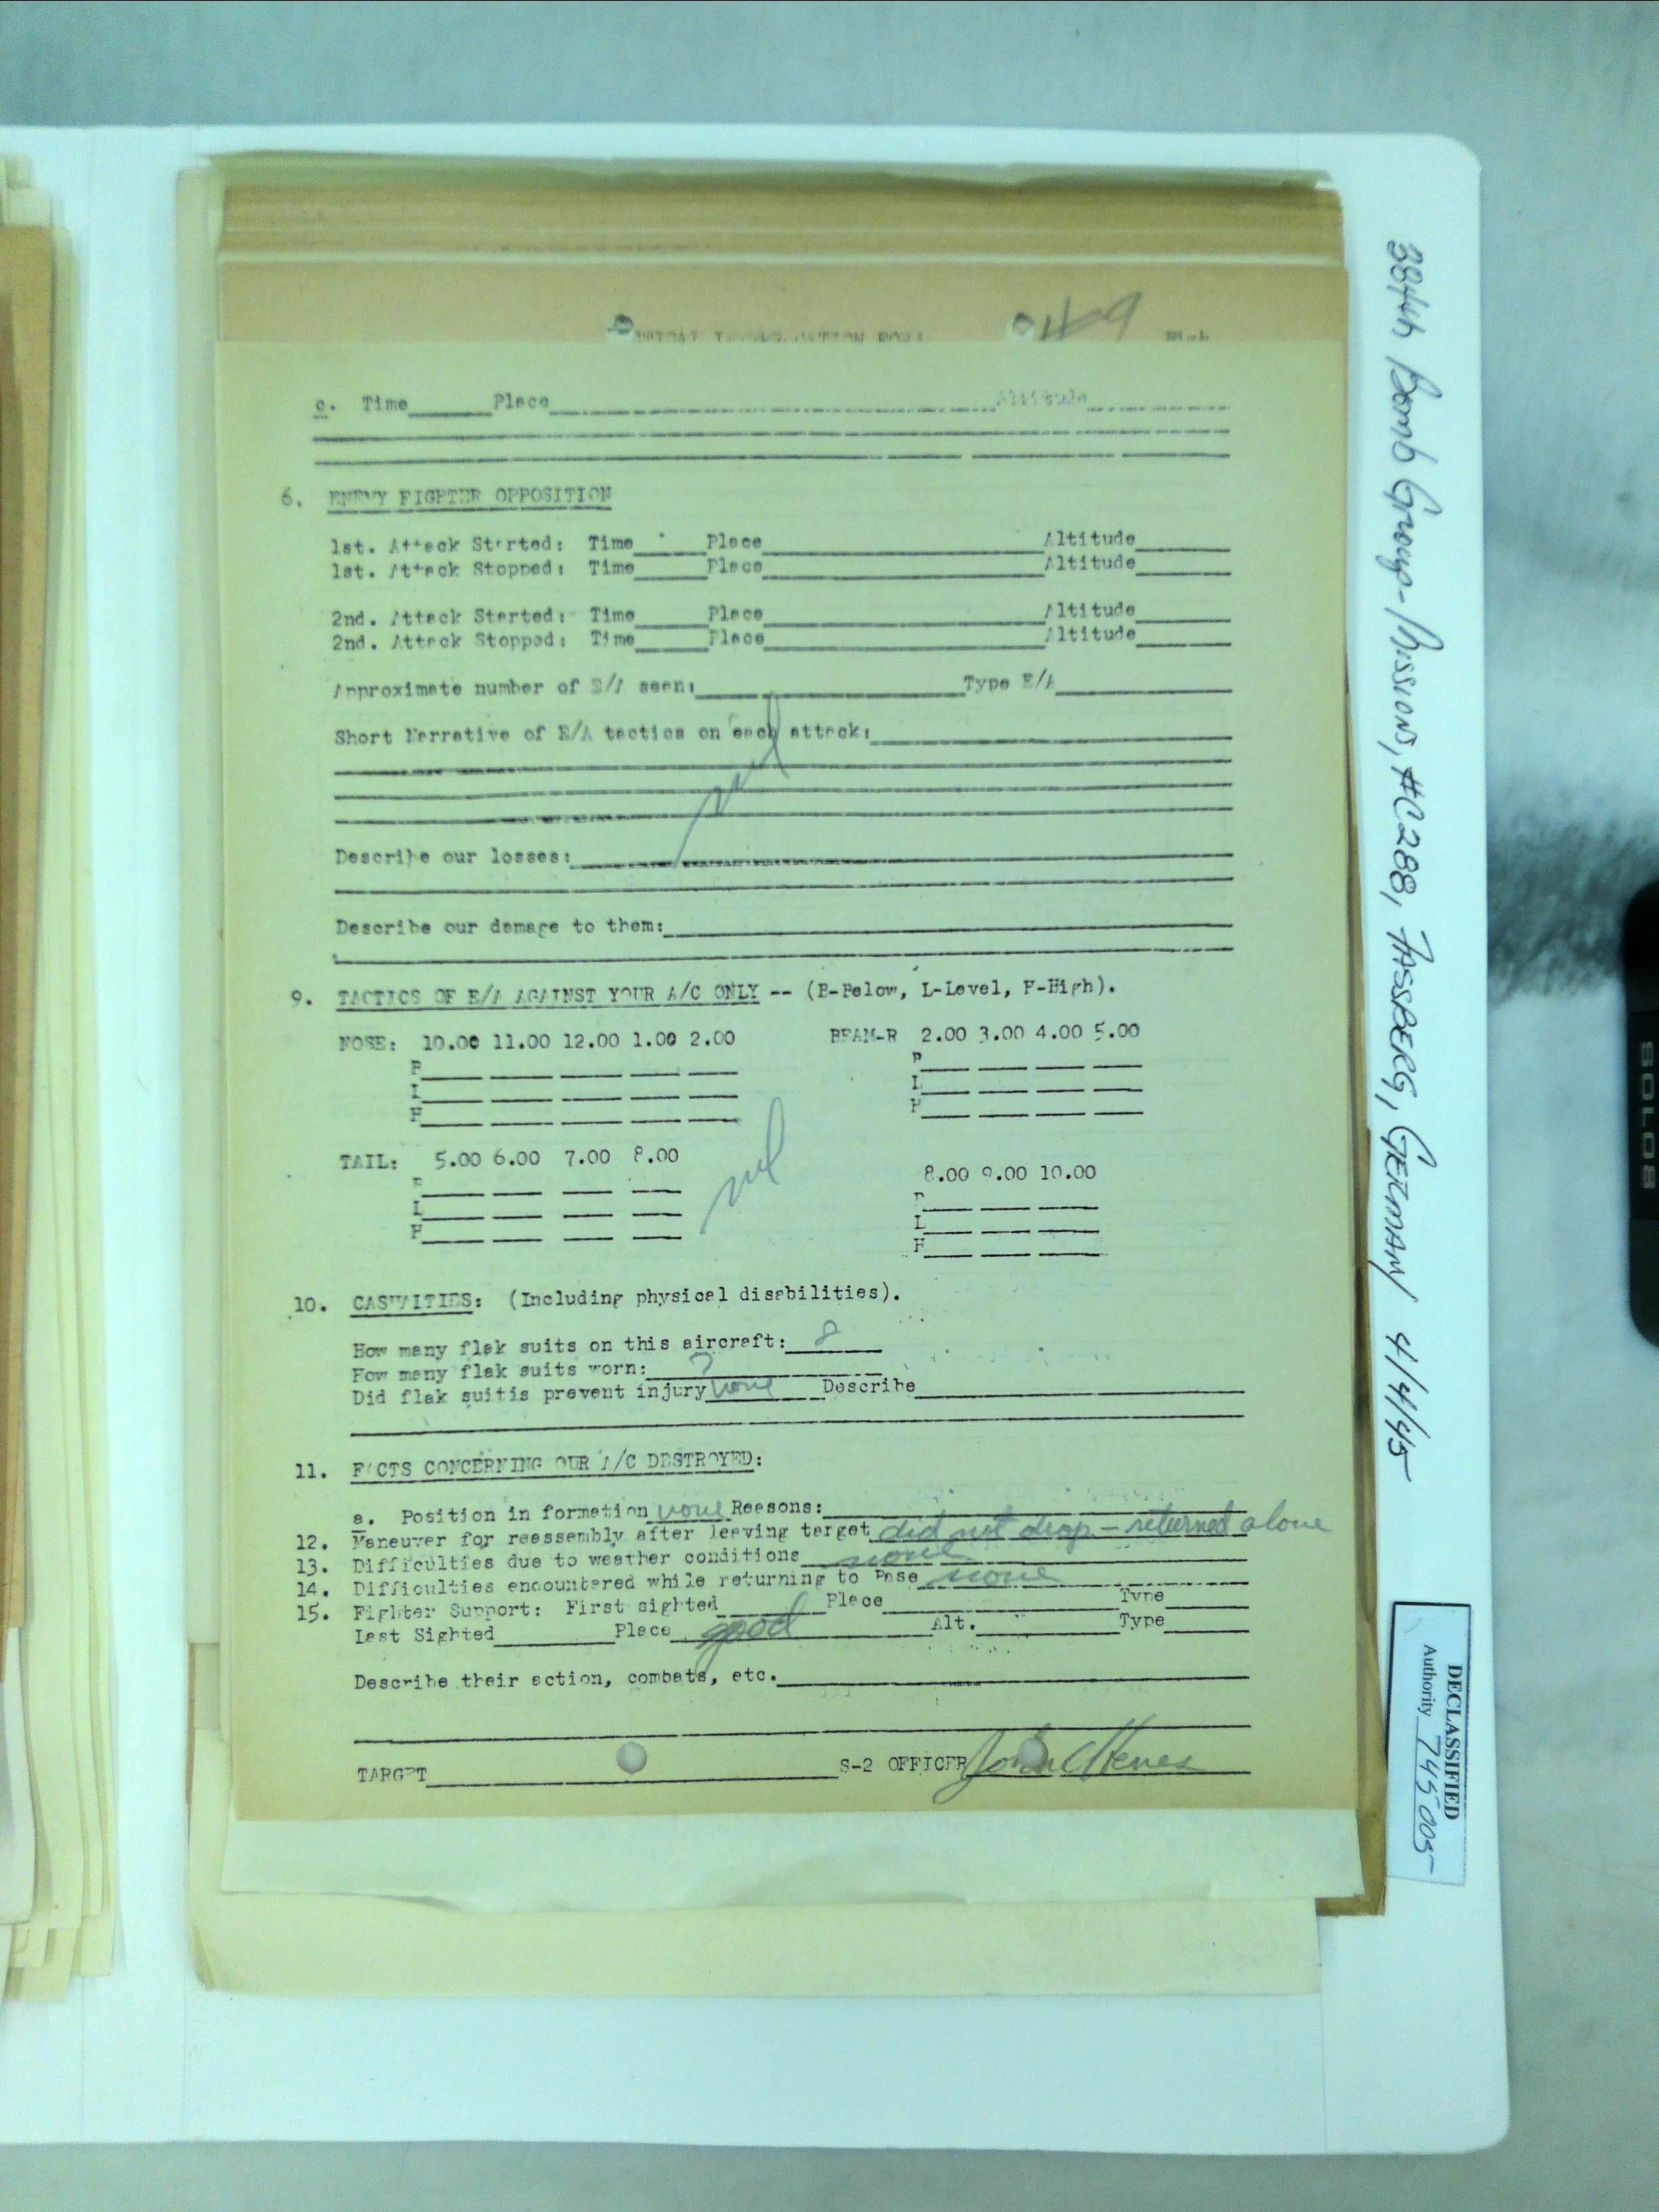 TICAL INTERROGATION FORM
c. Time Place Altitude
6. ENEMY FIGHTER OPPOSITION
1st. Attack Started: Time Place Altitude
1st. Attack Stopped: Time Place Altitude
2nd. Attack Started: Time Place Altitude
2nd. Attack Stopped: Time Place Altitude
Approximate number of E/A seen: Type E/A
Short Narrative of E/A tactics on each attack:
nil
Describe our losses:
Describe our damage to them:
9. TACTICS OF E/A AGAINST YOUR A/C ONLY -- (B-Below, L-Level, H-High).
NOSE: 10.00 11.00 12.00 1.00 2.00 BEAM-R 2.00 3.00 4.00 5.00
B B
L L
H H
TAIL: 5.00 6.00 7.00 8.00 8.00 9.00 10.00
B B
L L
H H
nil
10. CASUALTIES: (Including physical disabilities).
How many flak suits on this aircraft: 8
How many flak suits worn: ?
Did flak suitis prevent injury none Describe
11. FACTS CONCERNING OUR A/C DESTROYED:
a. Position in formation none Reasons:
12. Maneuver for reassembly after leaving target did not drop - returned alone
13. Difficulties due to weather conditions none
14. Difficulties encountered while returning to Base none
15. Fighter Support: First sighted Place Type
Last Sighted Place good Alt. Type
Describe their action, combats, etc.
TARGET S-2 OFFICER John
384th Bomb Group-Missions, #C288, FASSBERG, GERMANY 4/4/45
DECLASSIFIED
Authority 745005
SOLO8